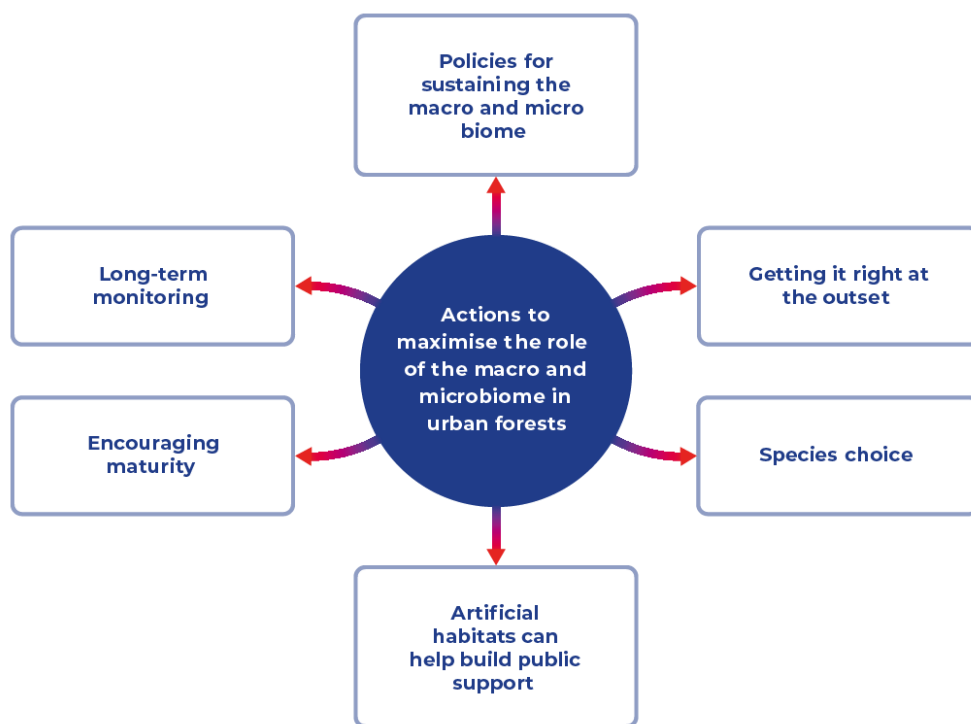 Policies for
sustaining the
macro and micro
biome
Long-term
monitoring
Getting it right at
the outset
Actions to
maximise the role
of the macro and
microbiome in
urban forests
Encouraging
maturity
Species choice
Artificial
habitats can
help build public
support